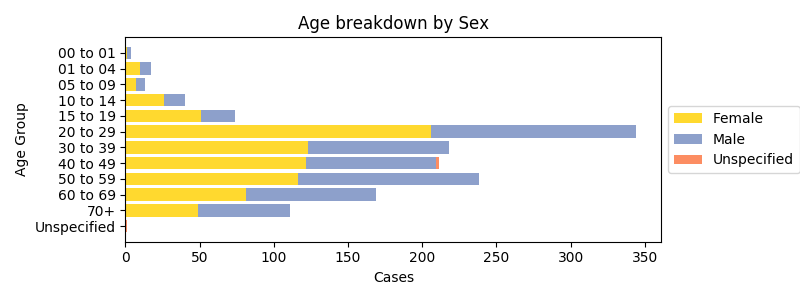 Age breakdown by Sex
Age Group
00 to 01
01 to 04
05 to 09
10 to 14
15 to 19
20 to 29
30 to 39
40 to 49
50 to 59
60 to 69
70+
Unspecified
0 50 100 150 200 250 300 350
Cases
Female
Male
Unspecified